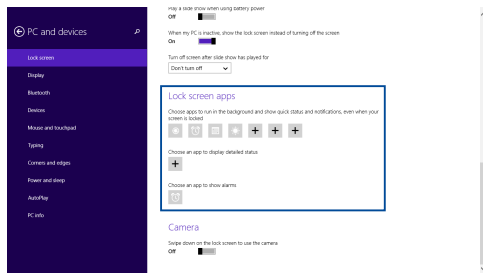 Play a slide show when using battery power
Off
PC and devices
When my PC is inactive, show the lock screen instead of turning off the screen
On
Lock screen
Turn off screen after slide show has played for
Don't turn off
Display
Bluetooth
Lock screen apps
Devices
Choose apps to run in the background and show quick status and notifications, even when your
screen is locked
Mouse and touchpad
Typing
Choose an app to display detailed status
Corners and edges
Power and sleep
Choose an app to show alarms
AutoPlay
PC info
Camera
Swipe down on the lock screen to use the camera
Off